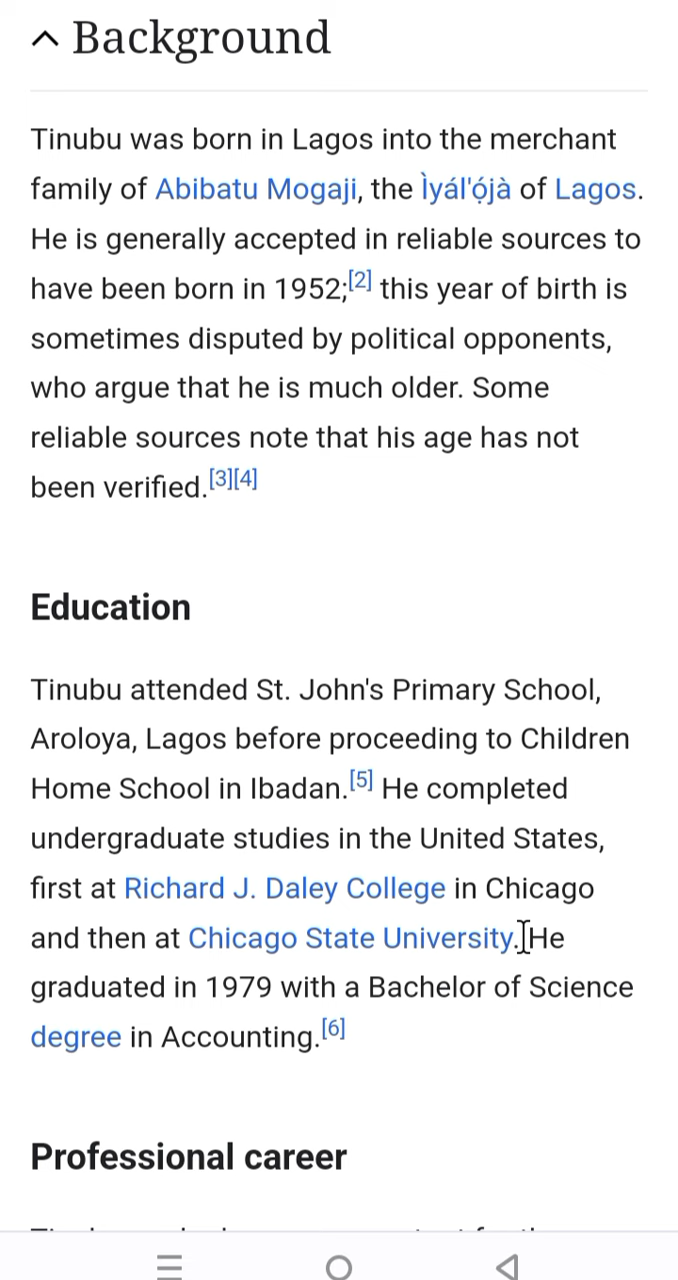 Background
Tinubu was born in Lagos into the merchant
family of Abibatu Mogaji, the Ìyál'ọ́jà of Lagos.
He is generally accepted in reliable sources to
have been born in 1952;[2] this year of birth is
sometimes disputed by political opponents,
who argue that he is much older. Some
reliable sources note that his age has not
been verified.[3][4]
Education
Tinubu attended St. John's Primary School,
Aroloya, Lagos before proceeding to Children
Home School in Ibadan.[5] He completed
undergraduate studies in the United States,
first at Richard J. Daley College in Chicago
and then at Chicago State University. He
graduated in 1979 with a Bachelor of Science
degree in Accounting.[6]
Professional career